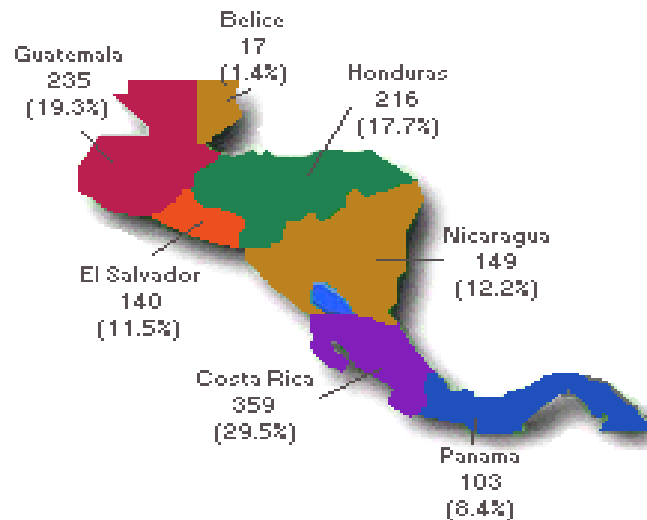 Belice
17
(1.4%)
Guatemala
235
(19.3%)
Honduras
216
(17.7%)
Nicaragua
149
(12.2%)
El Salvador
140
(11.5%)
Costa Rica
359
(29.5%)
Panama
103
(8.4%)